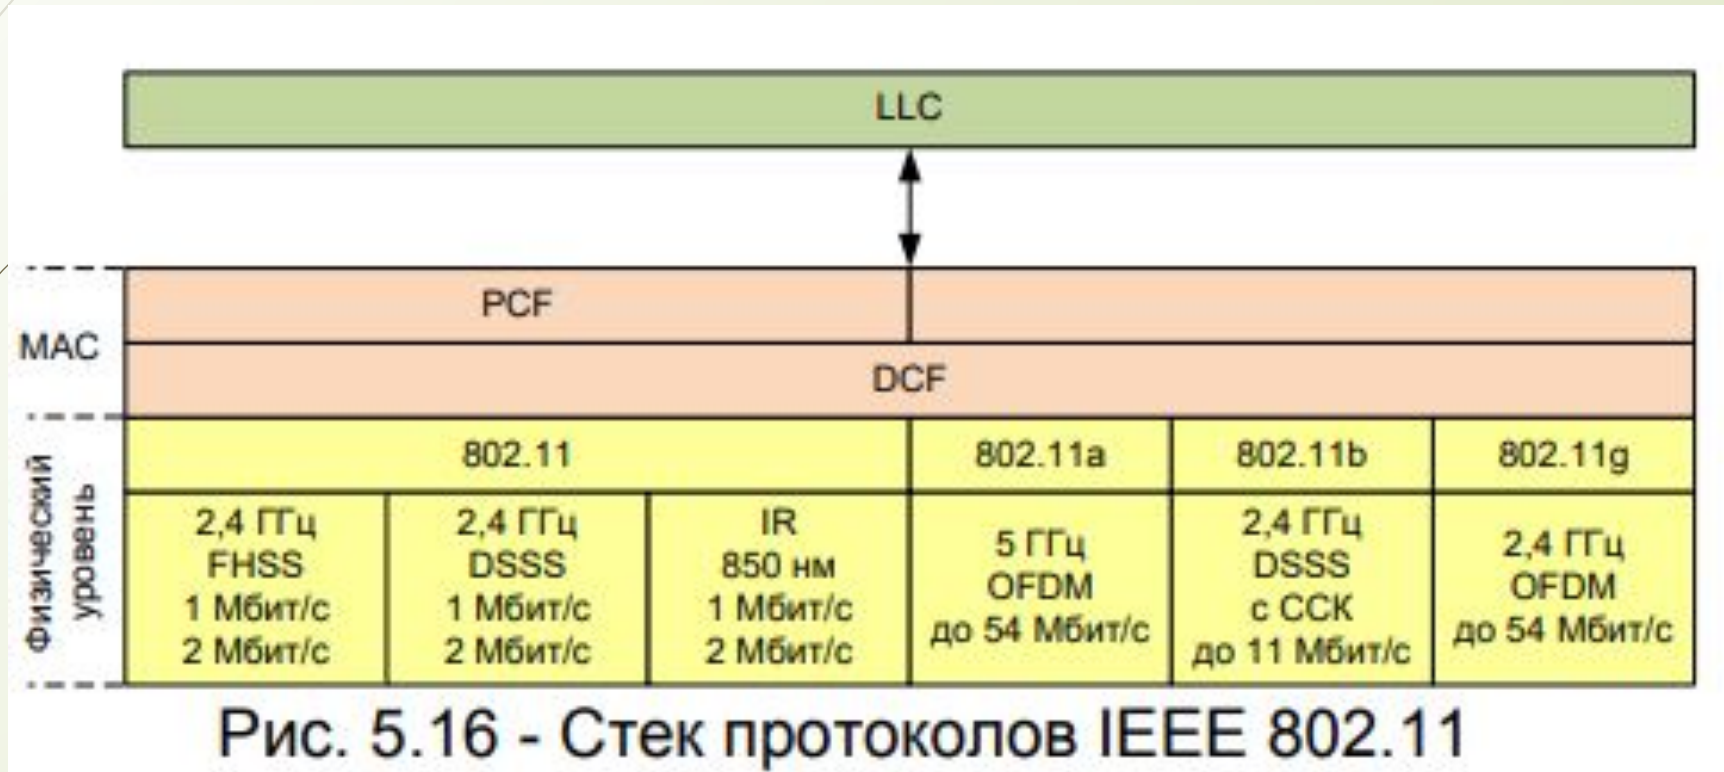 LLC
PCF
MAC
DCF
Физический
уровень
802.11
802.11a
802.11b
802.11g
2,4 ГГц
FHSS
1 Мбит/с
2 Мбит/с
2,4 ГГц
DSSS
1 Мбит/с
2 Мбит/с
IR
850 нм
1 Мбит/с
2 Мбит/с
5 ГГц
OFDM
до 54 Мбит/с
2,4 ГГц
DSSS
с ССК
до 11 Мбит/с
2,4 ГГц
OFDM
до 54 Мбит/с
Рис. 5.16 - Стек протоколов IEEE 802.11